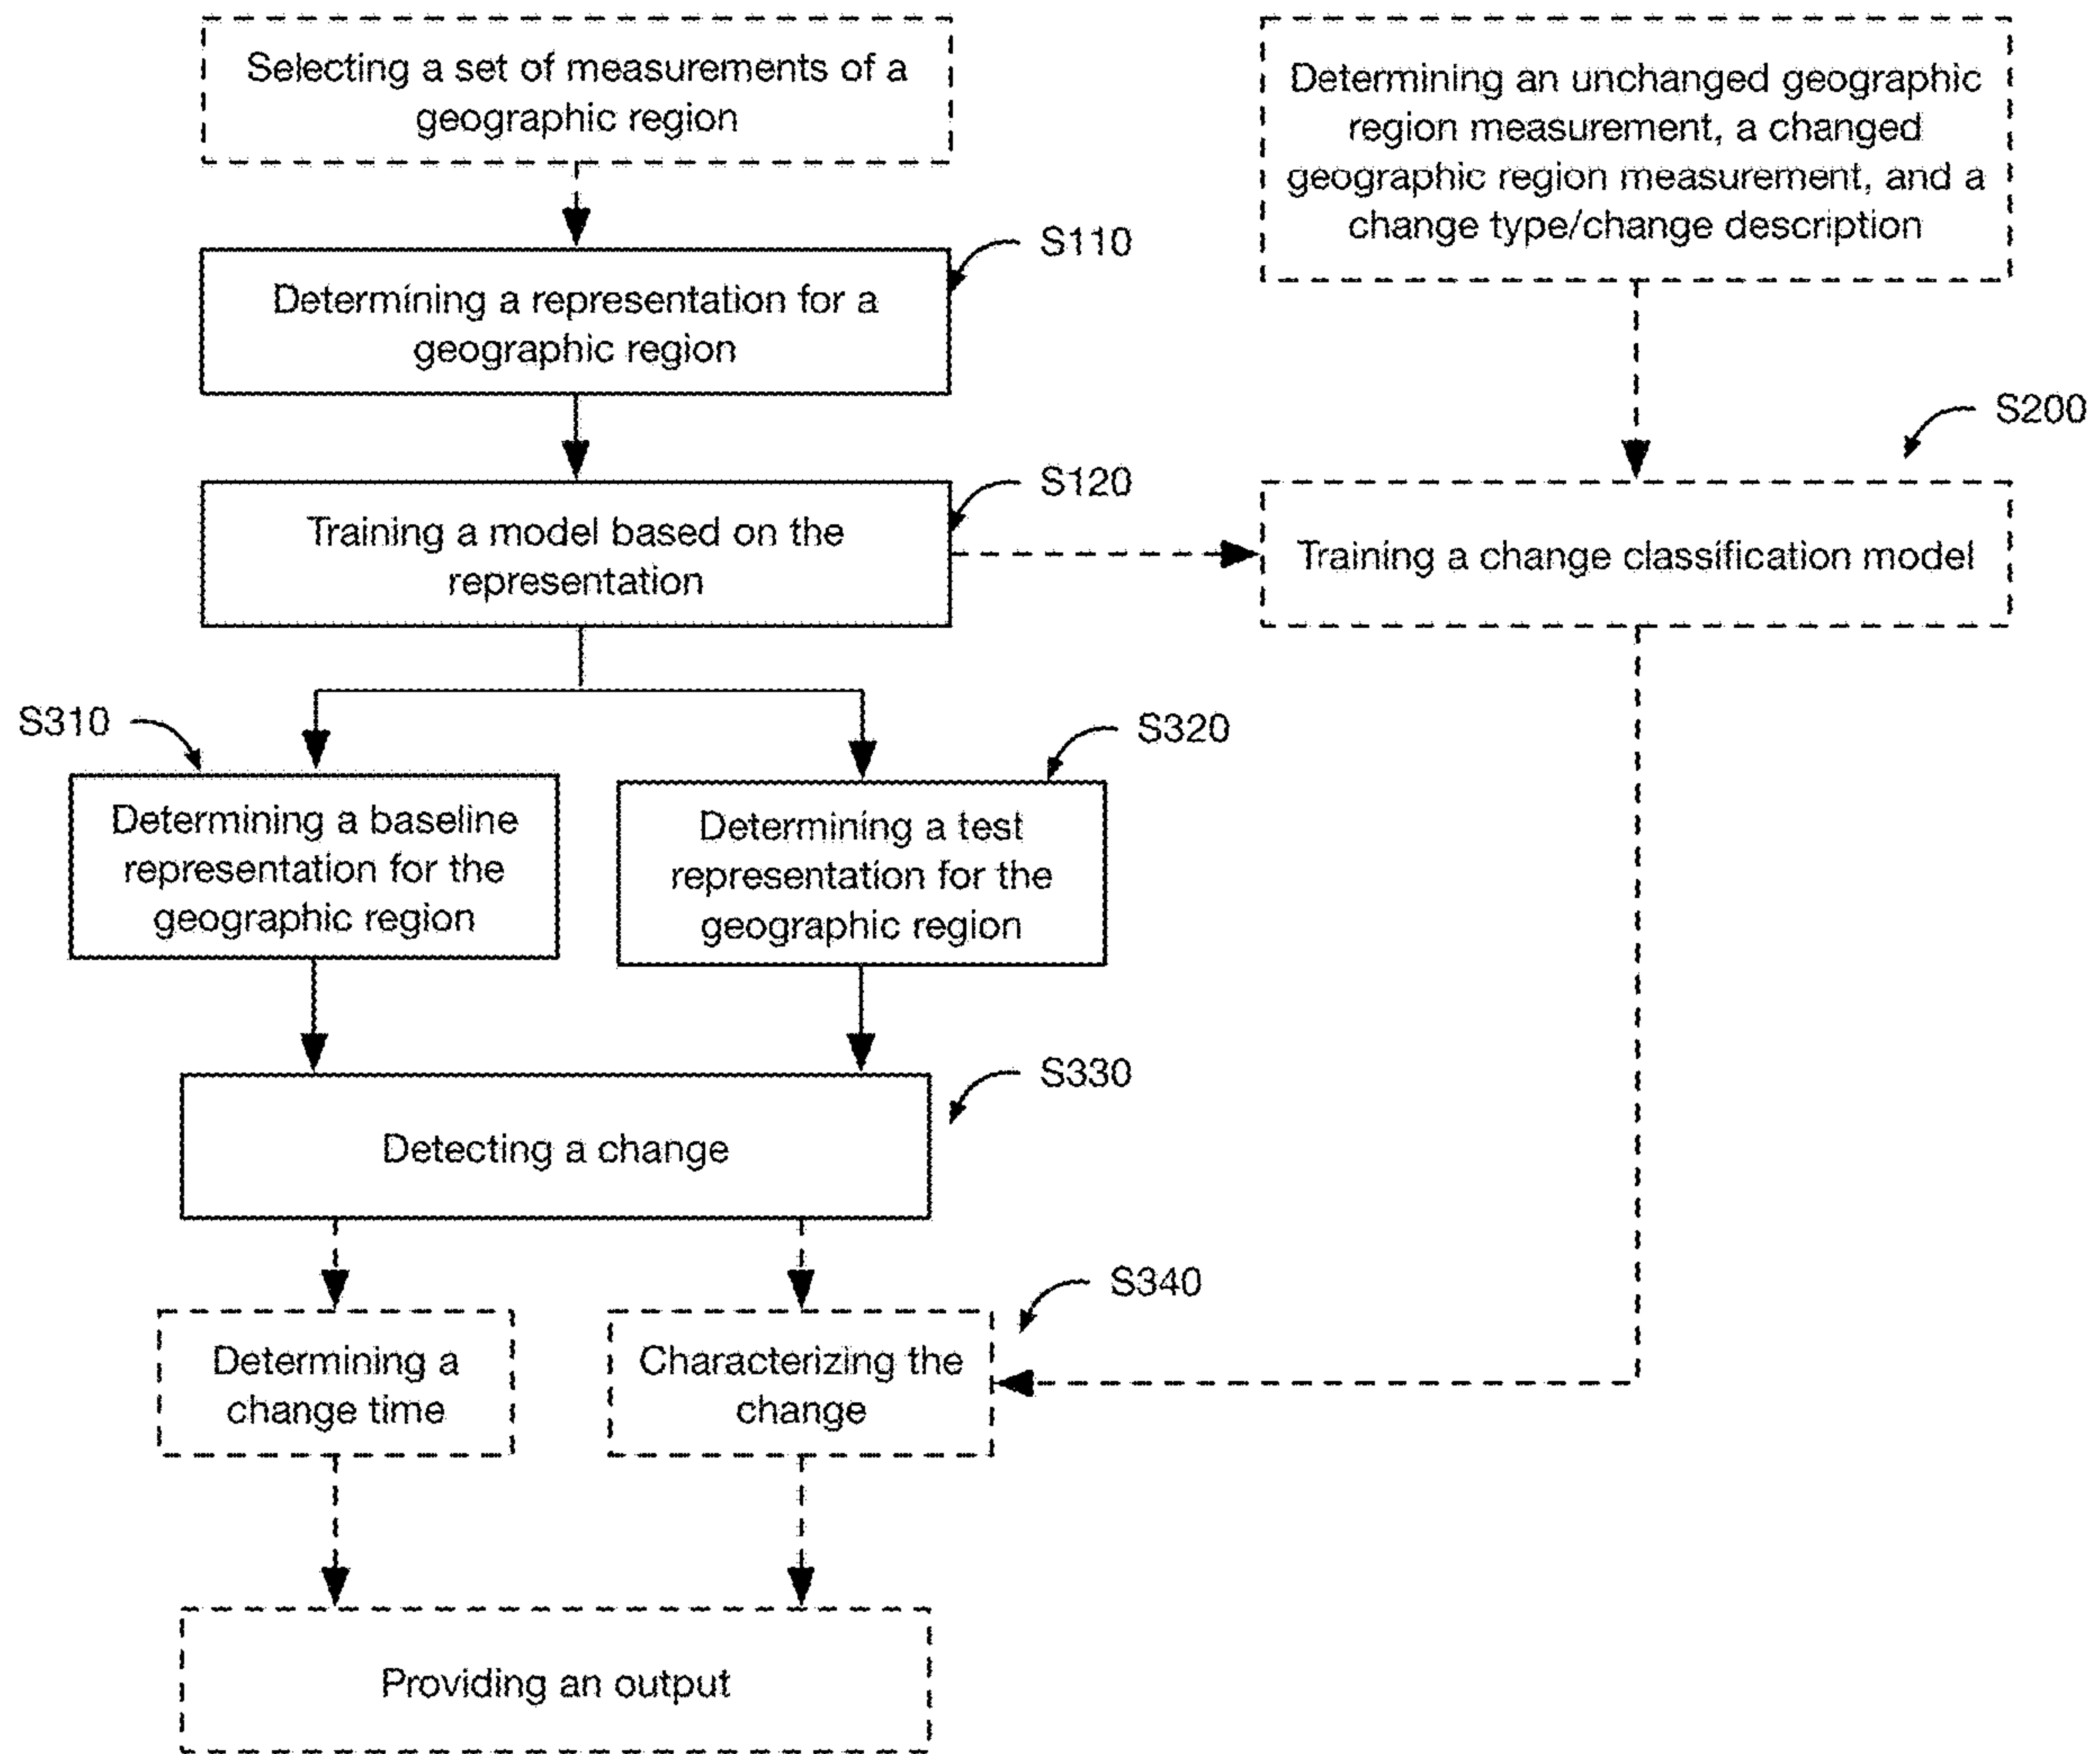 Selecting a set of measurements of a
geographic region
Determining an unchanged geographic
region measurement, a changed
geographic region measurement, and a
change type/change description
S110
Determining a representation for a
geographic region
S200
S120
Training a model based on the
representation
Training a change classification model
S310
S320
Determining a baseline
representation for the
geographic region
Determining a test
representation for the
geographic region
S330
Detecting a change
S340
Determining a
change time
Characterizing the
change
Providing an output